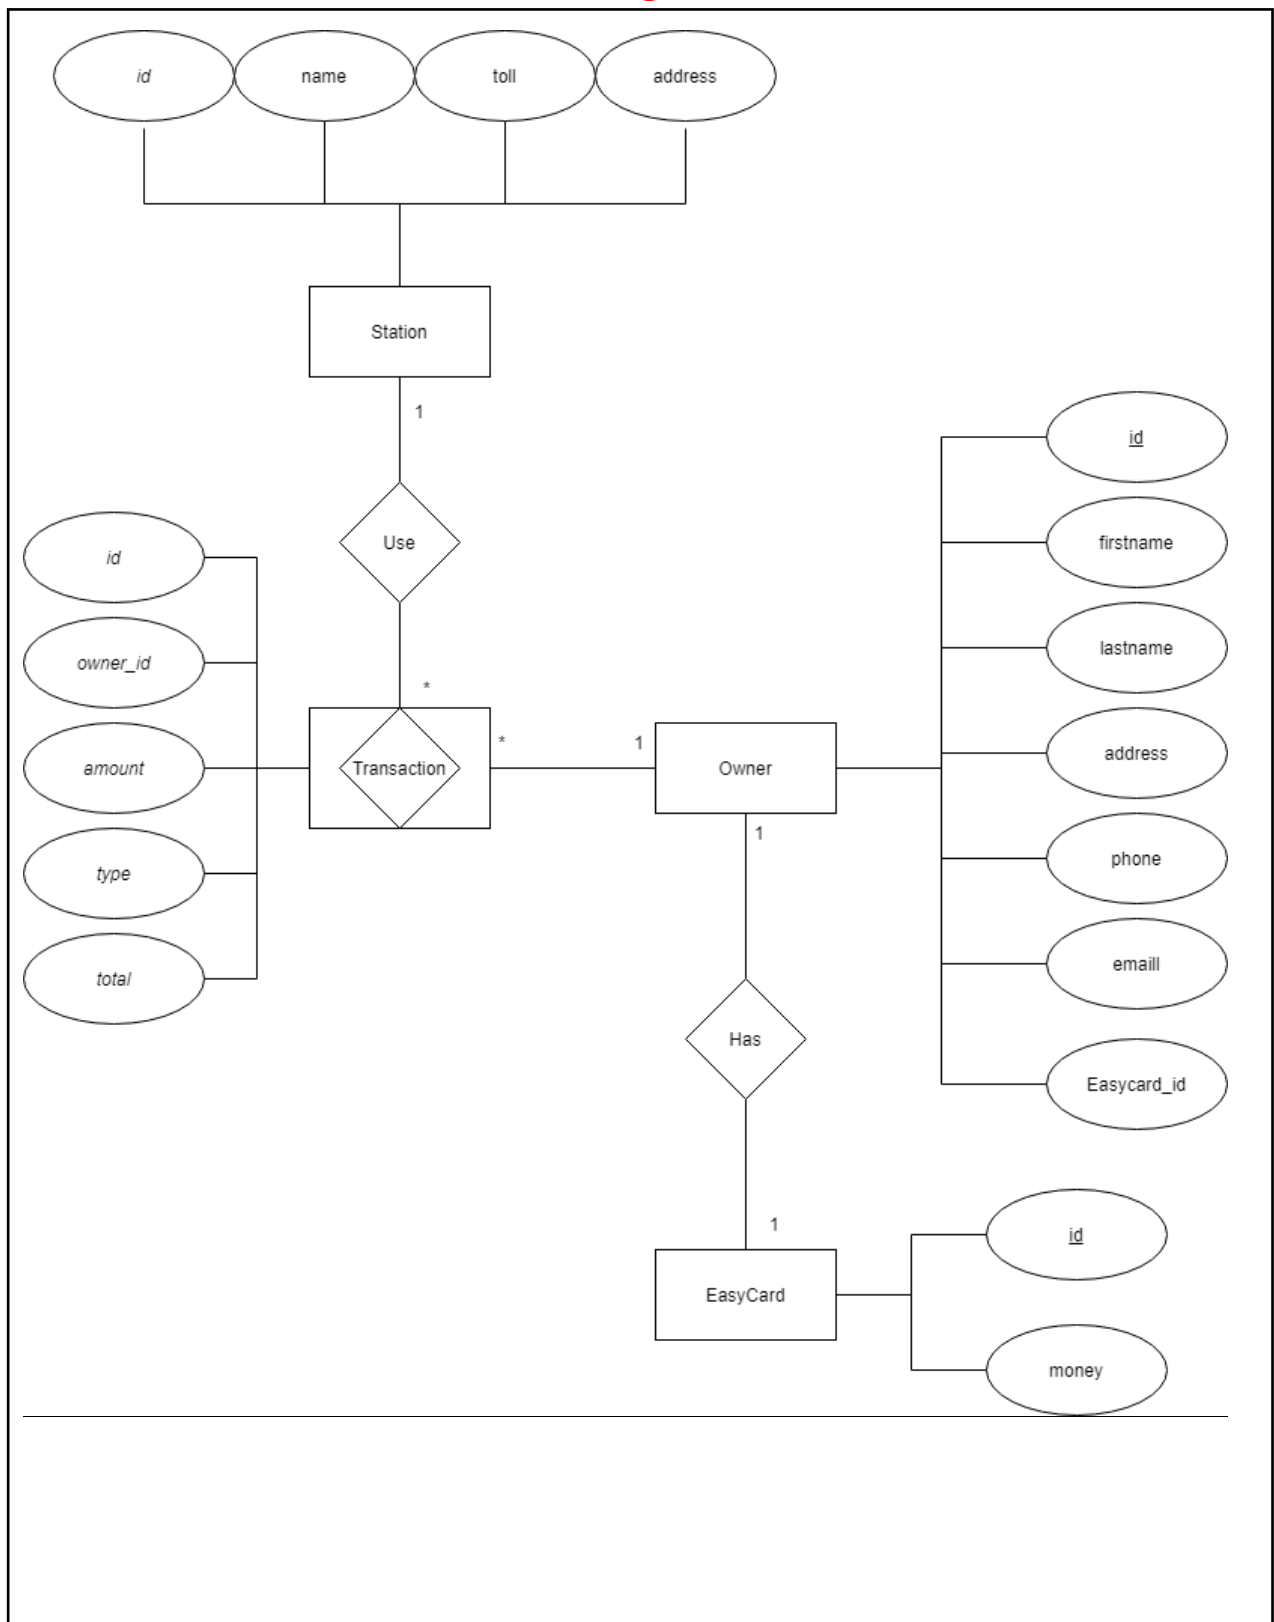 id
name
toll
address
Station
1
Use
id
owner_id
amount
type
total
*
Transaction
*
1
Owner
id
firstname
lastname
address
phone
emaill
Easycard_id
1
Has
1
EasyCard
id
money